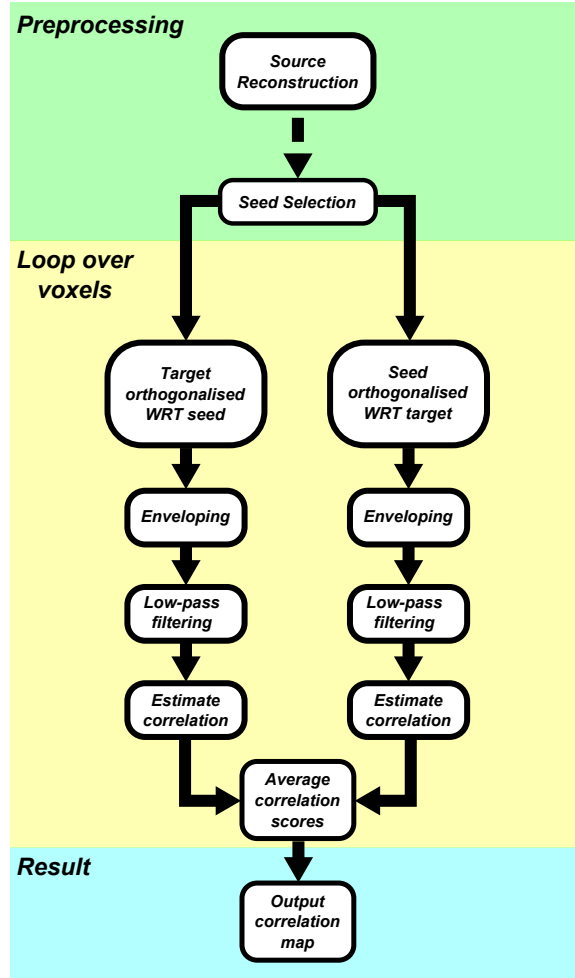 Preprocessing
Source
Reconstruction
Seed Selection
Loop over
voxels
Target
orthogonalised
WRT seed
Seed
orthogonalised
WRT target
Enveloping
Enveloping
Low-pass
filtering
Low-pass
filtering
Estimate
correlation
Estimate
correlation
Average
correlation
scores
Result
Output
correlation
map